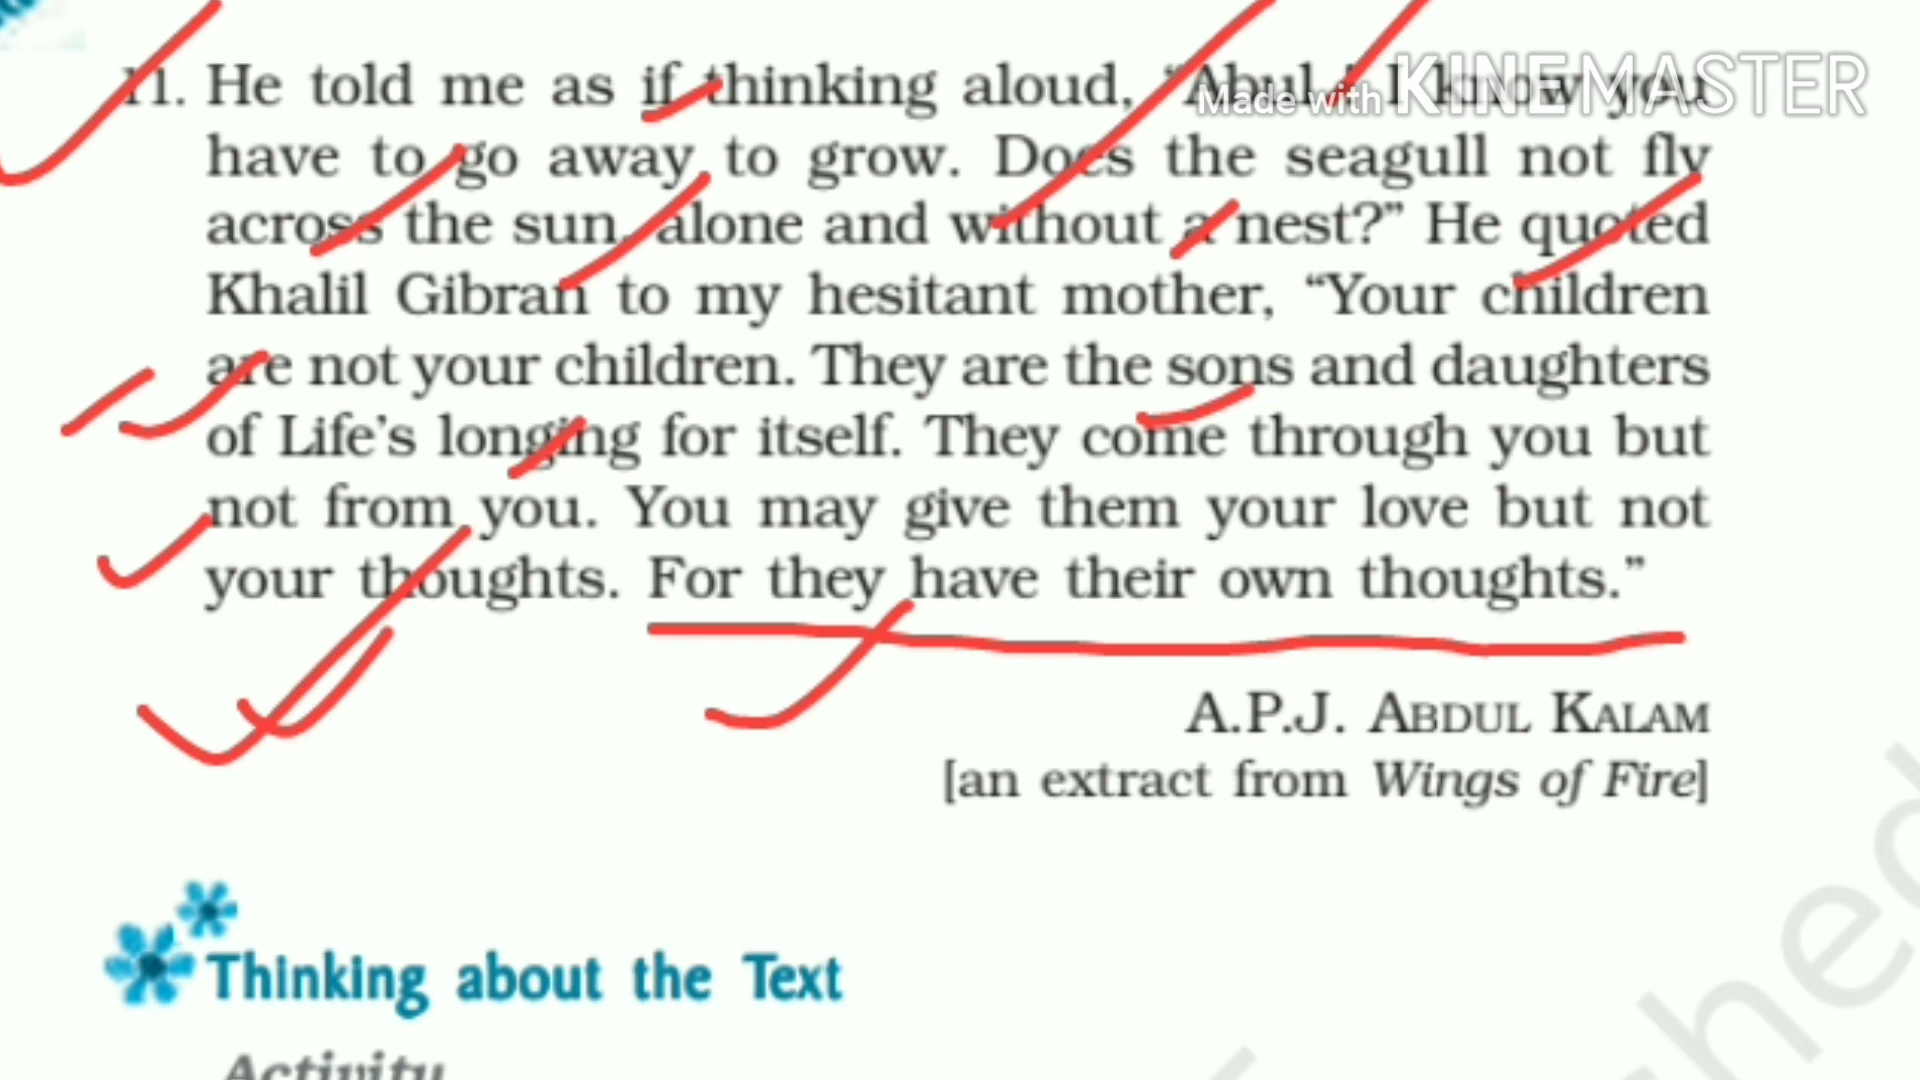 Made with KINEMASTER
11. He told me as if thinking aloud, “Abul ! I know you
have to go away to grow. Does the seagull not fly
across the sun, alone and without a nest?” He quoted
Khalil Gibran to my hesitant mother, “Your children
are not your children. They are the sons and daughters
of Life’s longing for itself. They come through you but
not from you. You may give them your love but not
your thoughts. For they have their own thoughts.”
A.P.J. ABDUL KALAM
[an extract from Wings of Fire]
Thinking about the Text
Activity